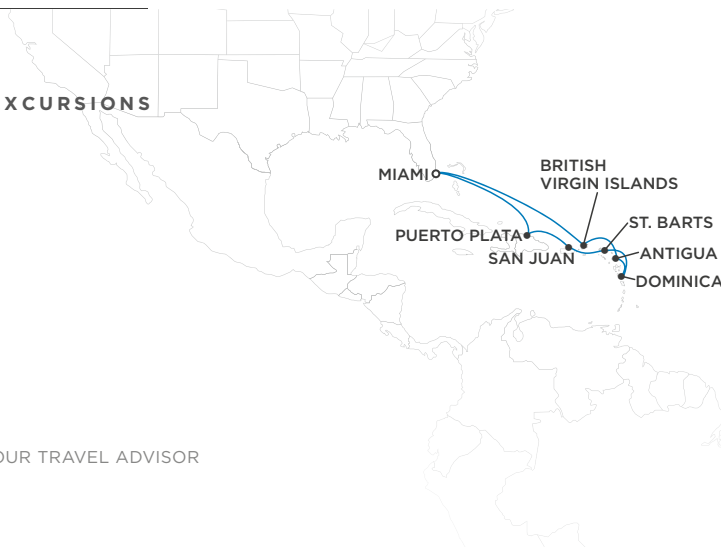 XCURSIONS
MIAMI
BRITISH
VIRGIN ISLANDS
ST. BARTS
PUERTO PLATA
SAN JUAN
ANTIGUA
DOMINICA
OUR TRAVEL ADVISOR